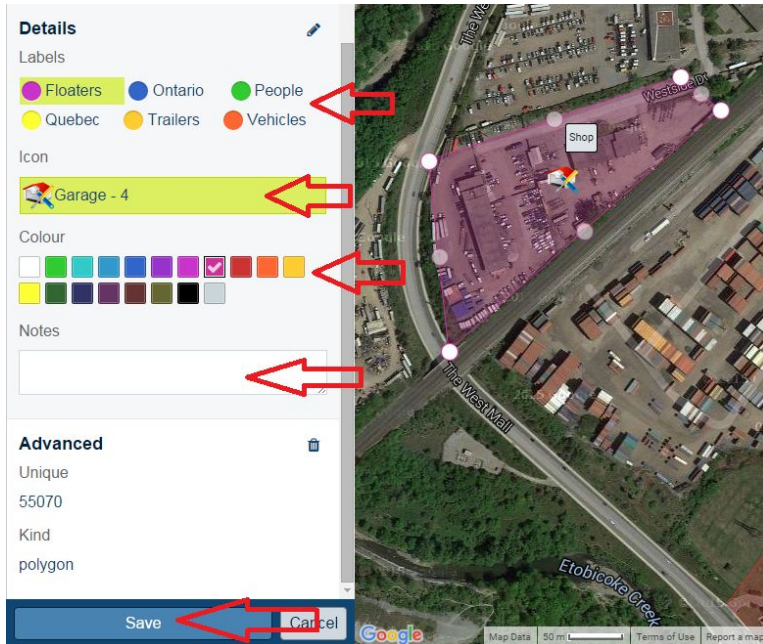 Details
Labels
Floaters Ontario People
Quebec Trailers Vehicles
Icon
Garage - 4
Colour
Notes
Advanced
Unique
55070
Kind
polygon
Save Cancel
The W
Westside Dr
Shop
The West Mall
Etobicoke Creek
Google
Map Data 50 m Terms of Use Report a map